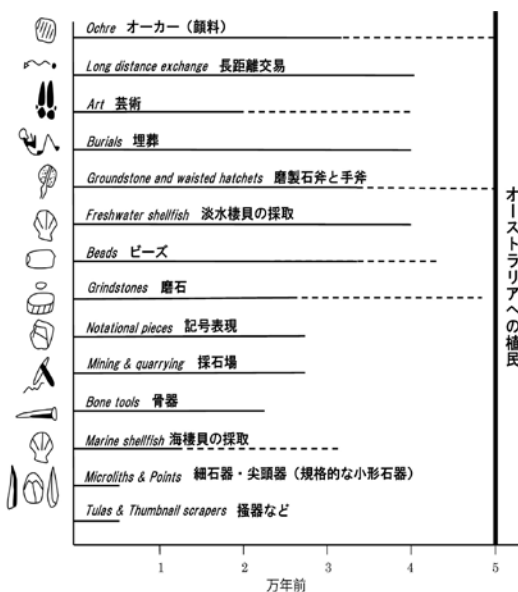 Ochre オーカー（顔料）
Long distance exchange 長距離交易
Art 芸術
Burials 埋葬
Groundstone and waisted hatchets 磨製石斧と手斧
Freshwater shellfish 淡水棲貝の採取
Beads ビーズ
Grindstones 磨石
Notational pieces 記号表現
Mining & quarrying 採石場
Bone tools 骨器
Marine shellfish 海棲貝の採取
Microliths & Points 細石器・尖頭器（規格的な小形石器）
Tulas & Thumbnail scrapers 掻器など
オーストラリアへの植民
1 2 3 4 5
万年前